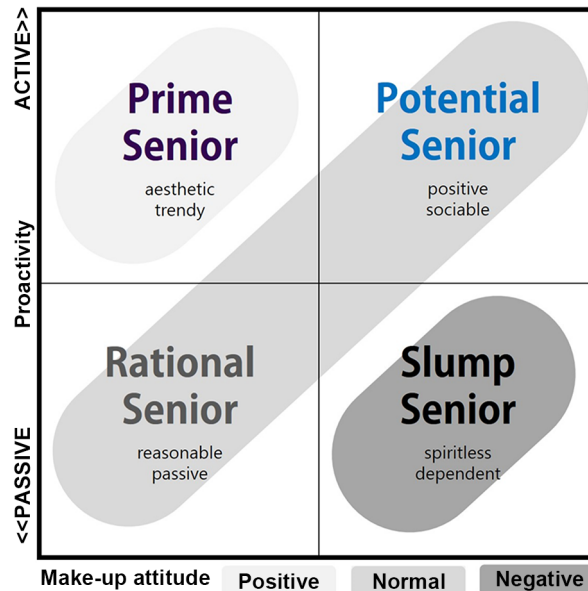 ACTIVE>>
Proactivity
<<PASSIVE
Prime
Senior
aesthetic
trendy
Potential
Senior
positive
sociable
Rational
Senior
reasonable
passive
Slump
Senior
spiritless
dependent
Make-up attitude Positive Normal Negative